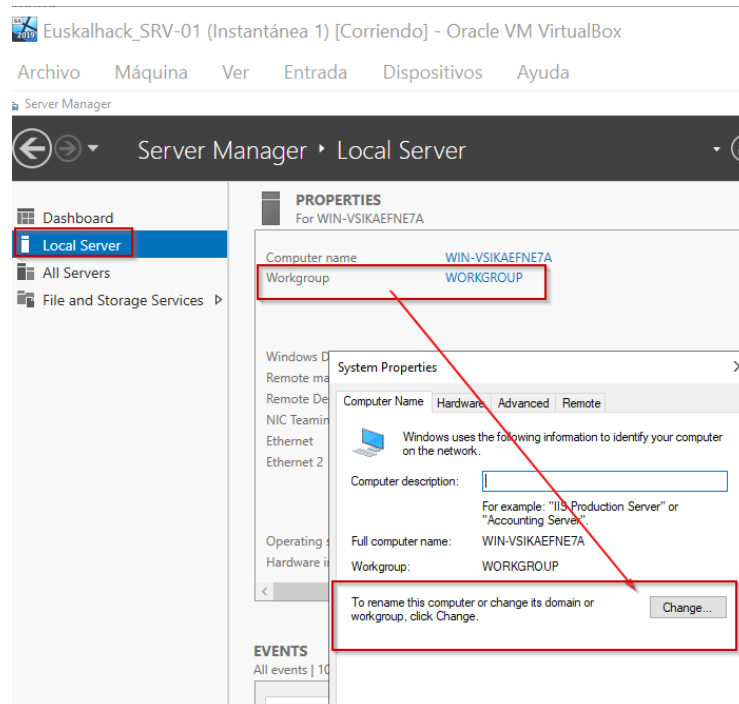 64
2019
Euskalhack_SRV-01 (Instantánea 1) [Corriendo] - Oracle VM VirtualBox
Archivo Máquina Ver Entrada Dispositivos Ayuda
Server Manager
Server Manager • Local Server
Dashboard
Local Server
All Servers
File and Storage Services
PROPERTIES
For WIN-VSIKAEFNE7A
Computer name WIN-VSIKAEFNE7A
Workgroup WORKGROUP
Windows D
Remote ma
Remote De
NIC Teamin
Ethernet
Ethernet 2
Operating s
Hardware i
System Properties
Computer Name Hardware Advanced Remote
Windows uses the following information to identify your computer
on the network.
Computer description:
For example: "IIS Production Server" or
"Accounting Server".
Full computer name: WIN-VSIKAEFNE7A
Workgroup: WORKGROUP
To rename this computer or change its domain or
workgroup, click Change.
Change...
EVENTS
All events | 10